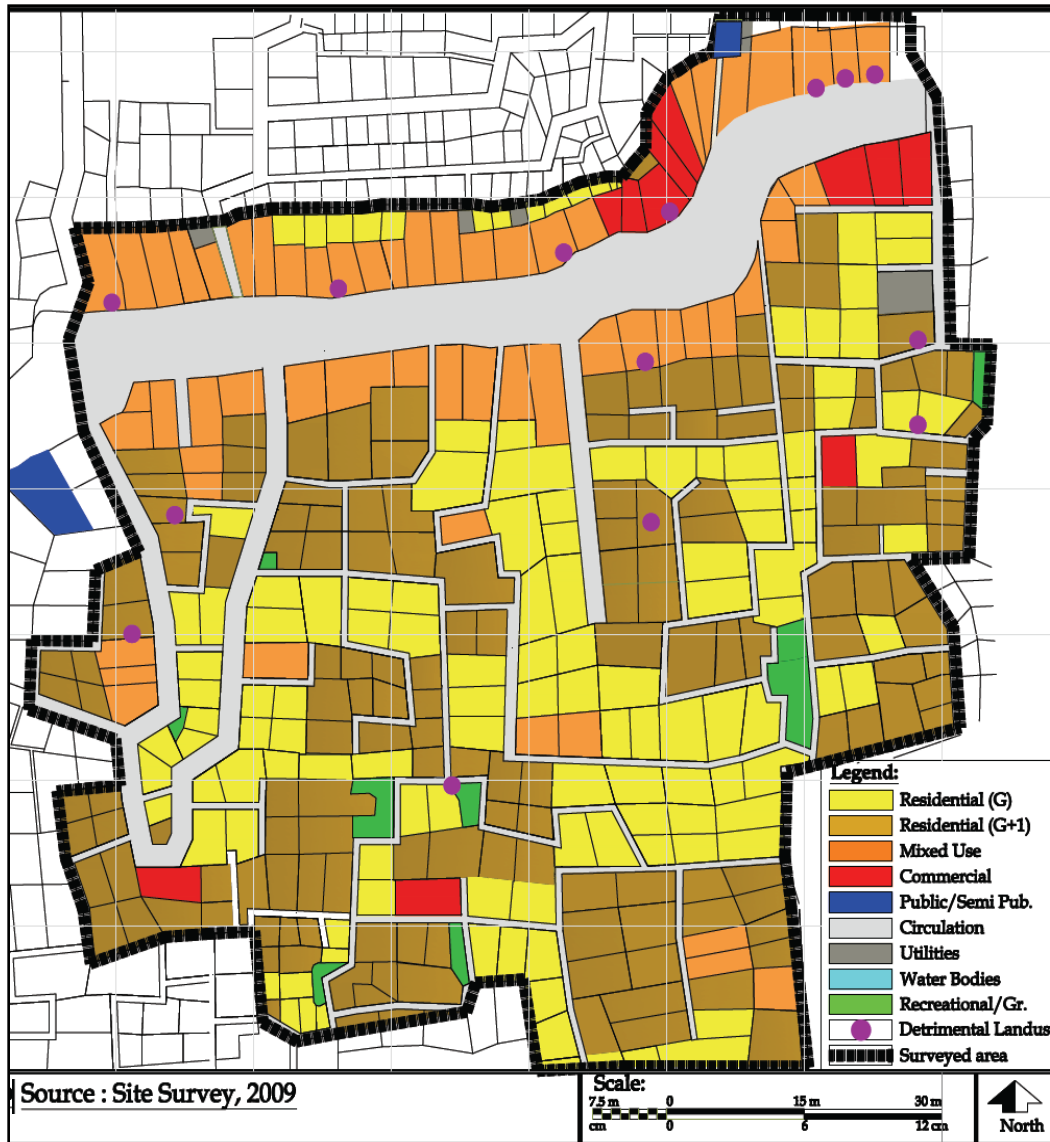 Legend:
Residential (G)
Residential (G+1)
Mixed Use
Commercial
Public/Semi Pub.
Circulation
Utilities
Water Bodies
Recreational/Gr.
Detrimental Landus
Surveyed area
Source : Site Survey, 2009
Scale:
7.5 m 0 15 m 30 m
cm 0 6 12 cm
North